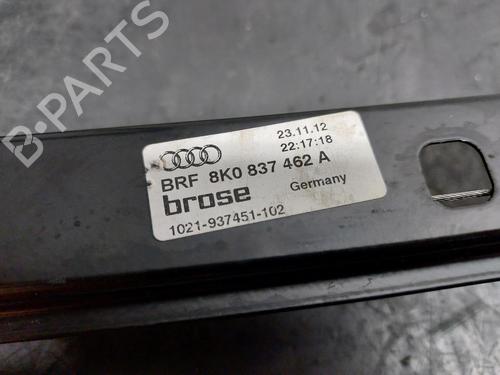 23.11.12
22:17:18
BRF 8K0 837 462 A
brose Germany
1021-937451-102
B-PARTS